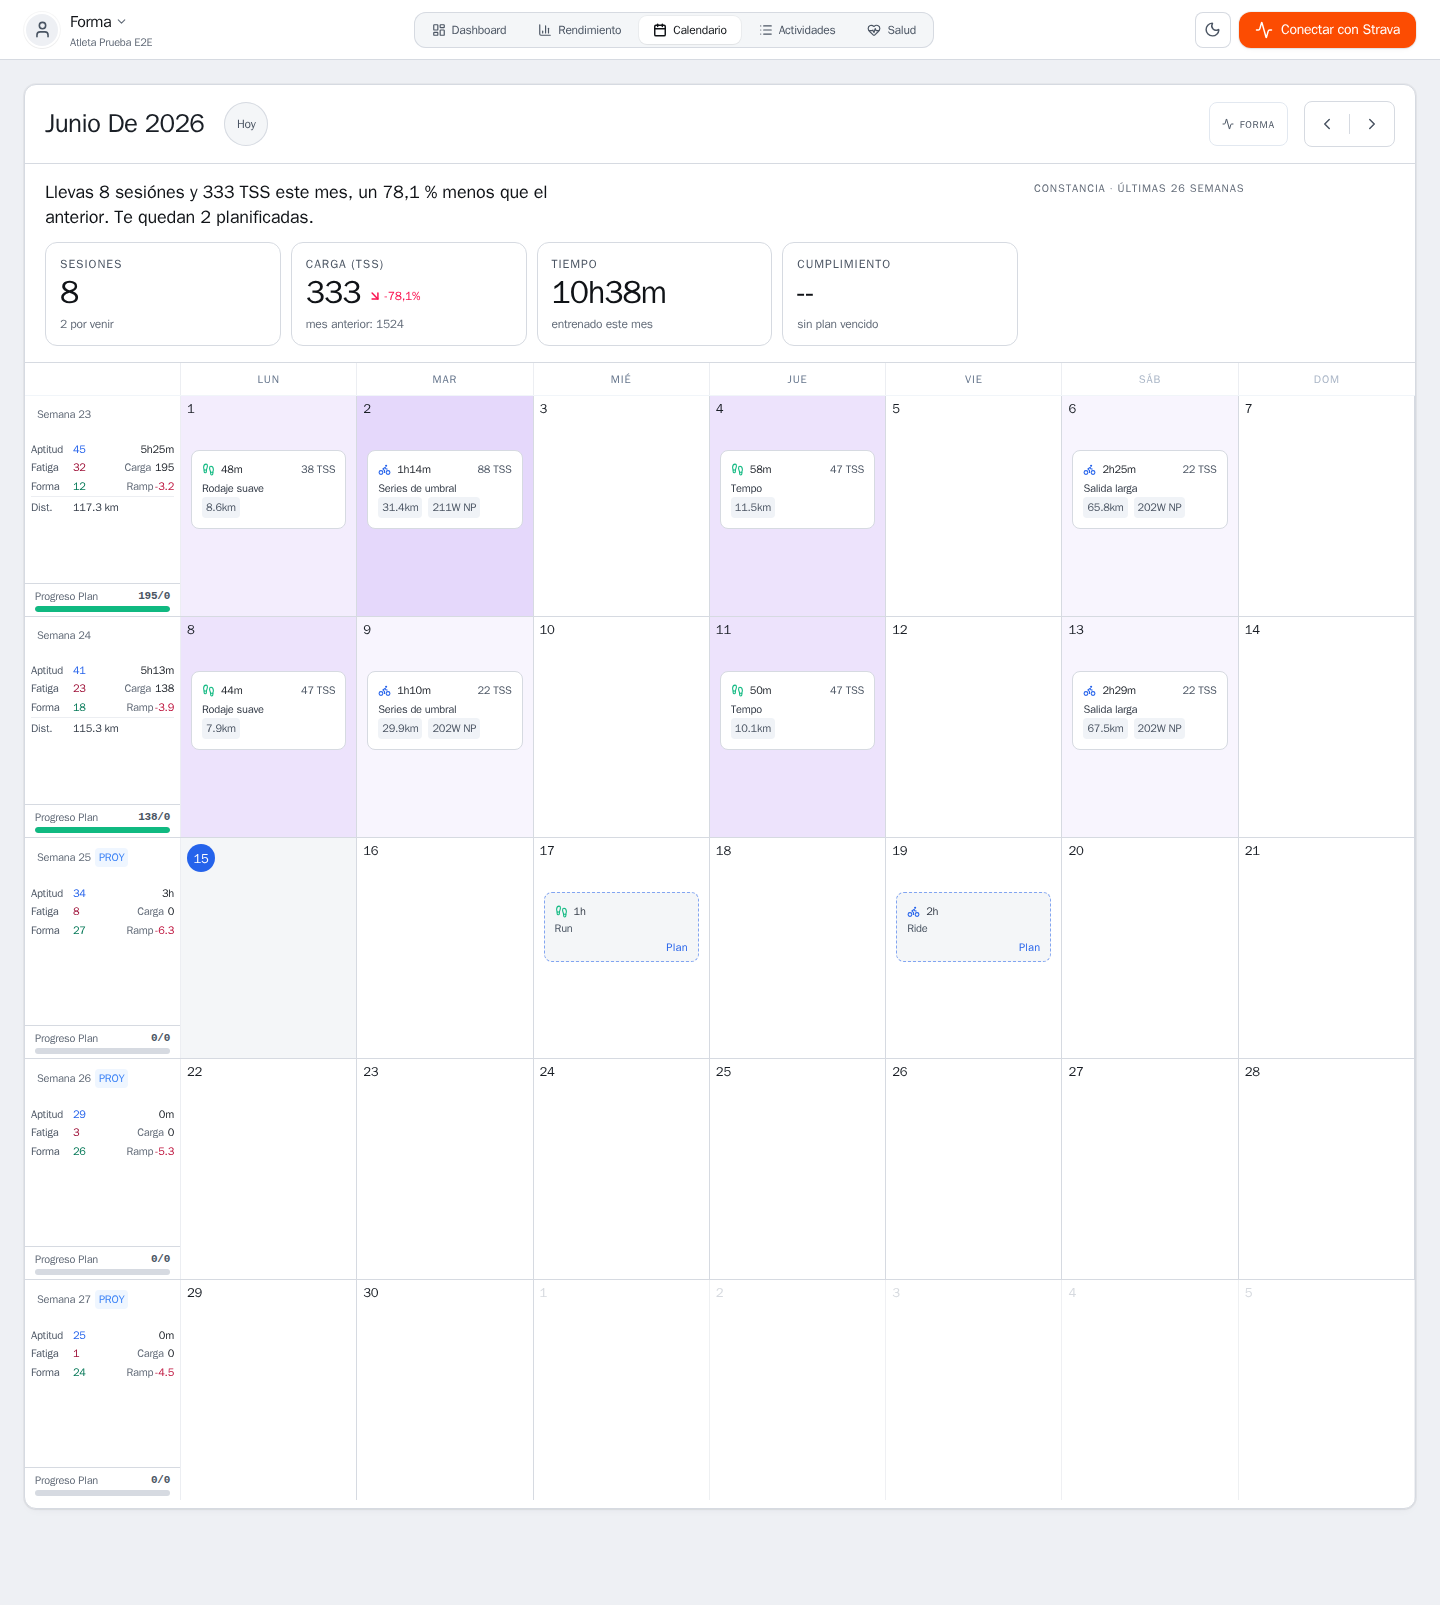 Forma
Atleta Prueba E2E
Dashboard
Rendimiento
Calendario
Actividades
Salud
Conectar con Strava
Junio De 2026
Hoy
FORMA
Llevas 8 sesiónes y 333 TSS este mes, un 78,1 % menos que el
anterior. Te quedan 2 planificadas.
CONSTANCIA · ÚLTIMAS 26 SEMANAS
SESIONES
8
2 por venir
CARGA (TSS)
333 -78,1%
mes anterior: 1524
TIEMPO
10h38m
entrenado este mes
CUMPLIMIENTO
--
sin plan vencido
LUN MAR MIÉ JUE VIE SÁB DOM
Semana 23
Aptitud 45 5h25m
Fatiga 32 Carga 195
Forma 12 Ramp -3.2
Dist. 117.3 km
Progreso Plan 195/0
1
48m 38 TSS
Rodaje suave
8.6km
2
1h14m 88 TSS
Series de umbral
31.4km 211W NP
3
4
58m 47 TSS
Tempo
11.5km
5
6
2h25m 22 TSS
Salida larga
65.8km 202W NP
7
Semana 24
Aptitud 41 5h13m
Fatiga 23 Carga 138
Forma 18 Ramp -3.9
Dist. 115.3 km
Progreso Plan 138/0
8
44m 47 TSS
Rodaje suave
7.9km
9
1h10m 22 TSS
Series de umbral
29.9km 202W NP
10
11
50m 47 TSS
Tempo
10.1km
12
13
2h29m 22 TSS
Salida larga
67.5km 202W NP
14
Semana 25 PROY
Aptitud 34 3h
Fatiga 8 Carga 0
Forma 27 Ramp -6.3
Progreso Plan 0/0
15
16
17
1h
Run
Plan
18
19
2h
Ride
Plan
20
21
Semana 26 PROY
Aptitud 29 0m
Fatiga 3 Carga 0
Forma 26 Ramp -5.3
Progreso Plan 0/0
22
23
24
25
26
27
28
Semana 27 PROY
Aptitud 25 0m
Fatiga 1 Carga 0
Forma 24 Ramp -4.5
Progreso Plan 0/0
29
30
1
2
3
4
5